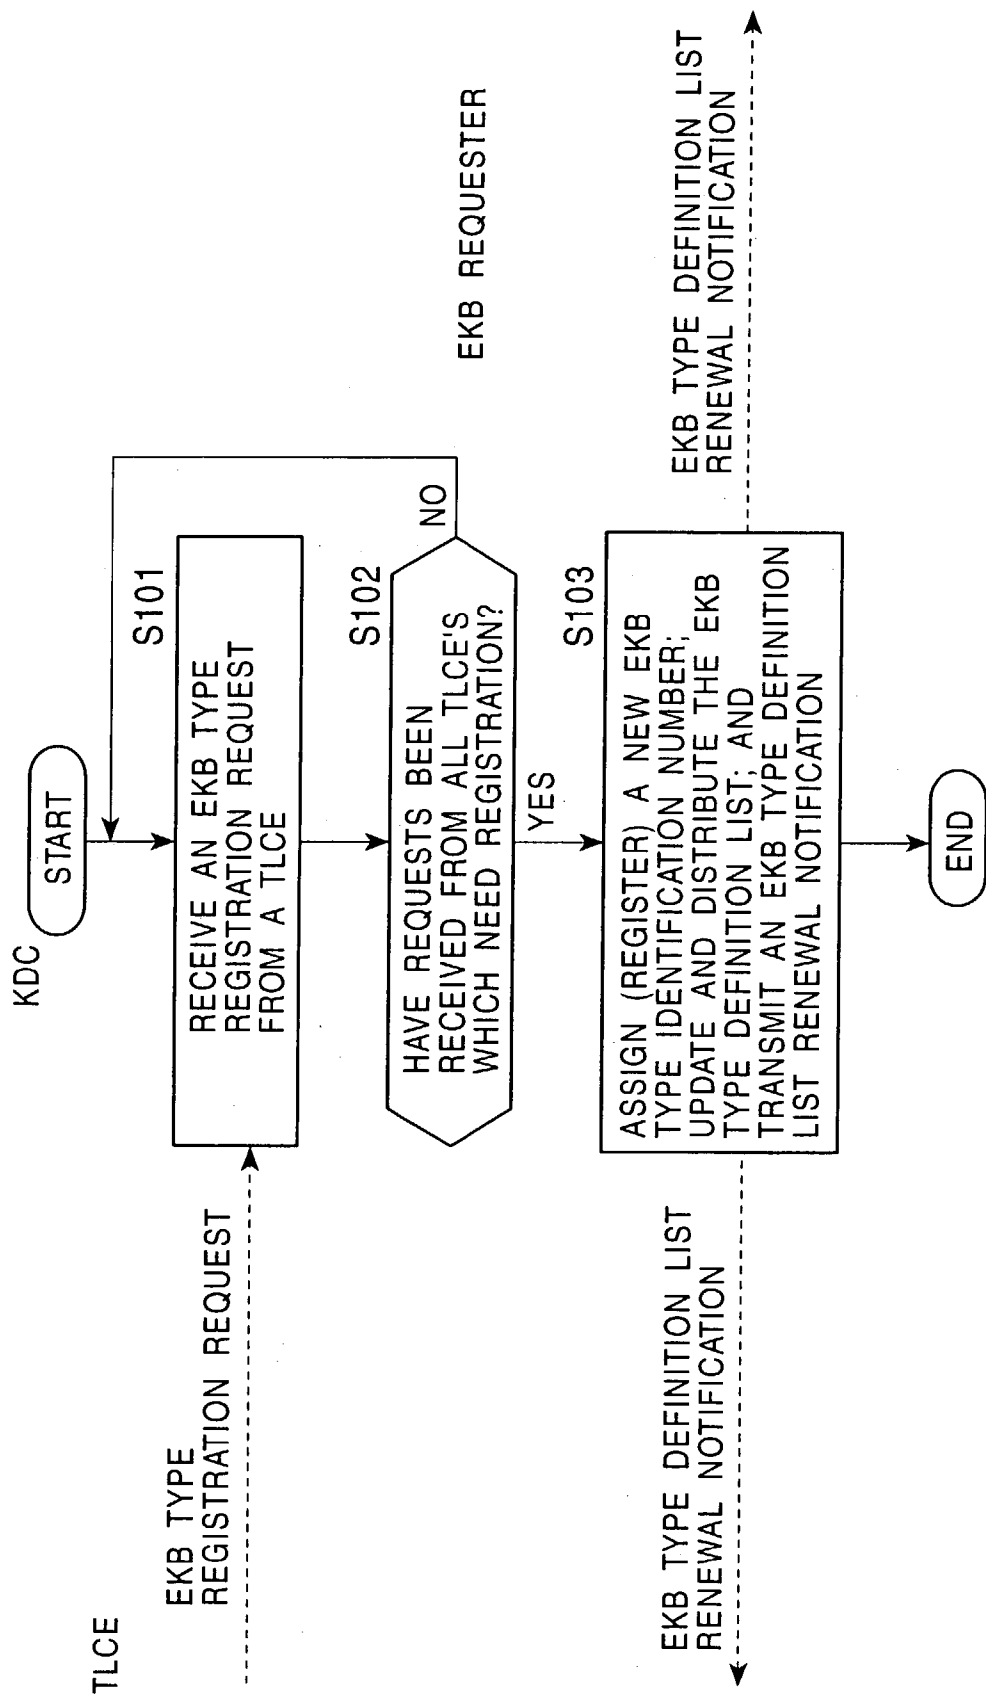 TLCE
KDC
EKB REQUESTER
START
EKB TYPE
REGISTRATION REQUEST
S101
RECEIVE AN EKB TYPE
REGISTRATION REQUEST
FROM A TLCE
S102
HAVE REQUESTS BEEN
RECEIVED FROM ALL TLCE'S
WHICH NEED REGISTRATION?
NO
YES
S103
ASSIGN (REGISTER) A NEW EKB
TYPE IDENTIFICATION NUMBER;
UPDATE AND DISTRIBUTE THE EKB
TYPE DEFINITION LIST; AND
TRANSMIT AN EKB TYPE DEFINITION
LIST RENEWAL NOTIFICATION
EKB TYPE DEFINITION LIST
RENEWAL NOTIFICATION
EKB TYPE DEFINITION LIST
RENEWAL NOTIFICATION
END